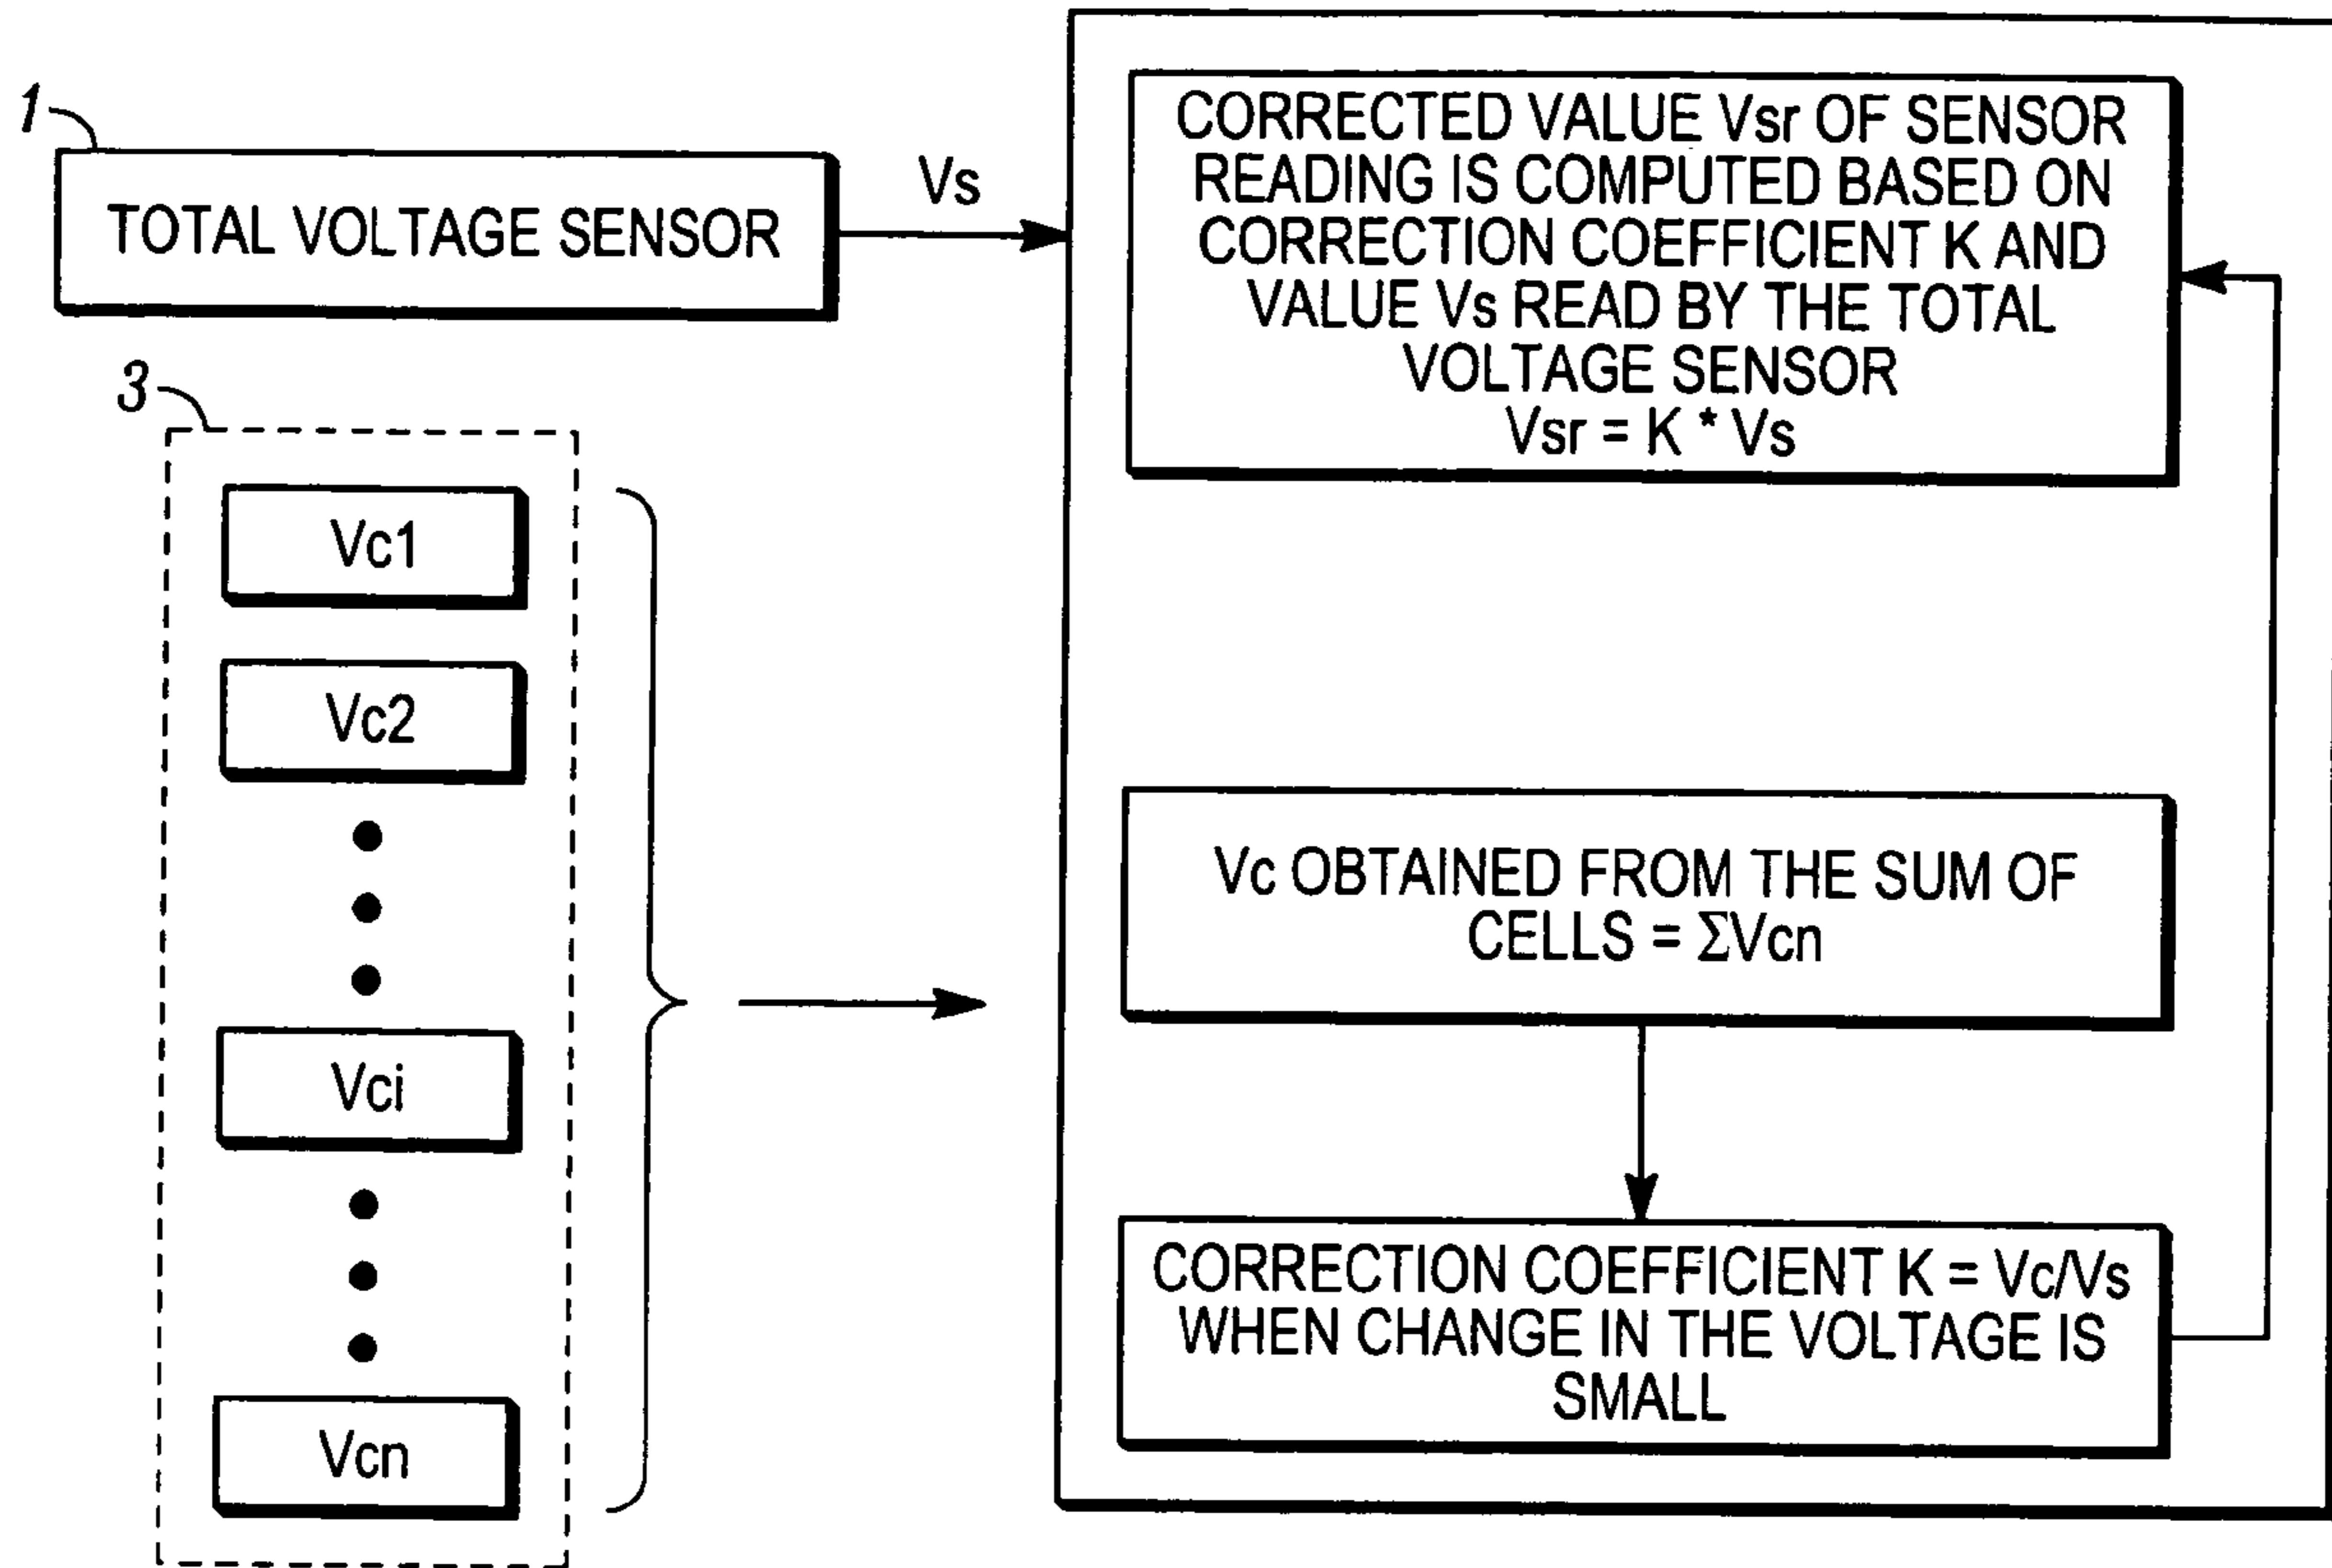 1
TOTAL VOLTAGE SENSOR
Vs
3
Vc1
Vc2
Vci
Vcn
CORRECTED VALUE Vsr OF SENSOR
READING IS COMPUTED BASED ON
CORRECTION COEFFICIENT K AND
VALUE Vs READ BY THE TOTAL
VOLTAGE SENSOR
Vsr = K * Vs
Vc OBTAINED FROM THE SUM OF
CELLS = ΣVcn
CORRECTION COEFFICIENT K = Vc/Vs
WHEN CHANGE IN THE VOLTAGE IS
SMALL